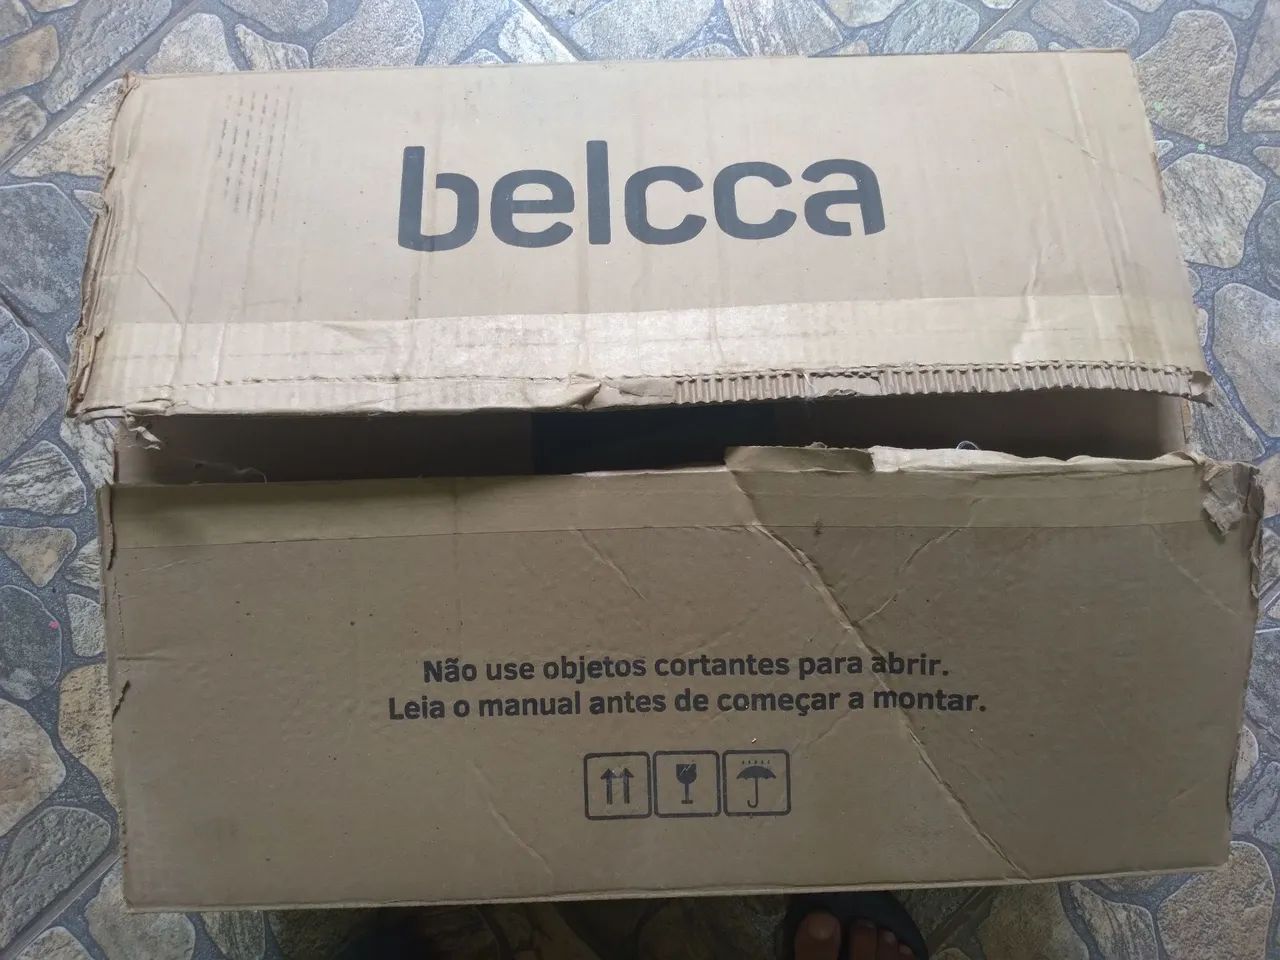 belcca
Não use objetos cortantes para abrir.
Leia o manual antes de começar a montar.